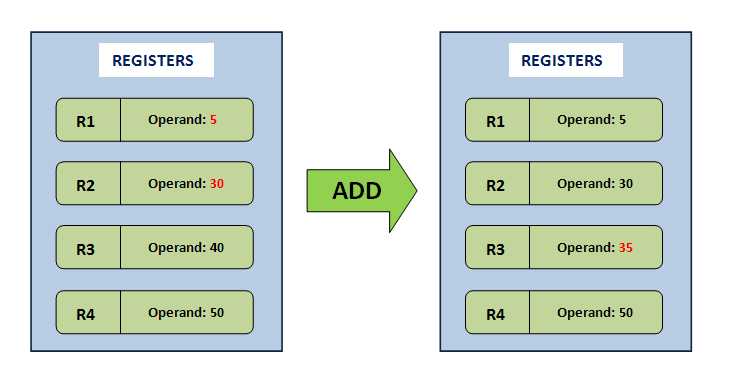 REGISTERS
R1 Operand: 5
R2 Operand: 30
R3 Operand: 40
R4 Operand: 50
ADD
REGISTERS
R1 Operand: 5
R2 Operand: 30
R3 Operand: 35
R4 Operand: 50